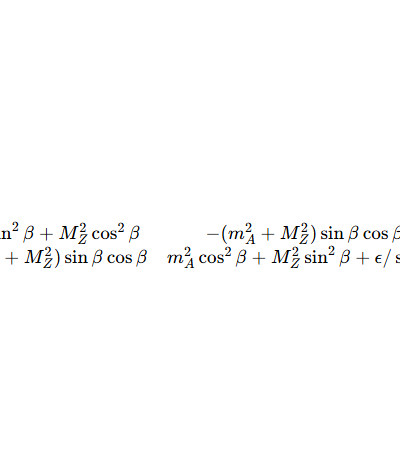 n² β + M_Z² cos² β −(m_A² + M_Z²) sin β cos β
+ M_Z²) sin β cos β m_A² cos² β + M_Z² sin² β + ϵ/ s